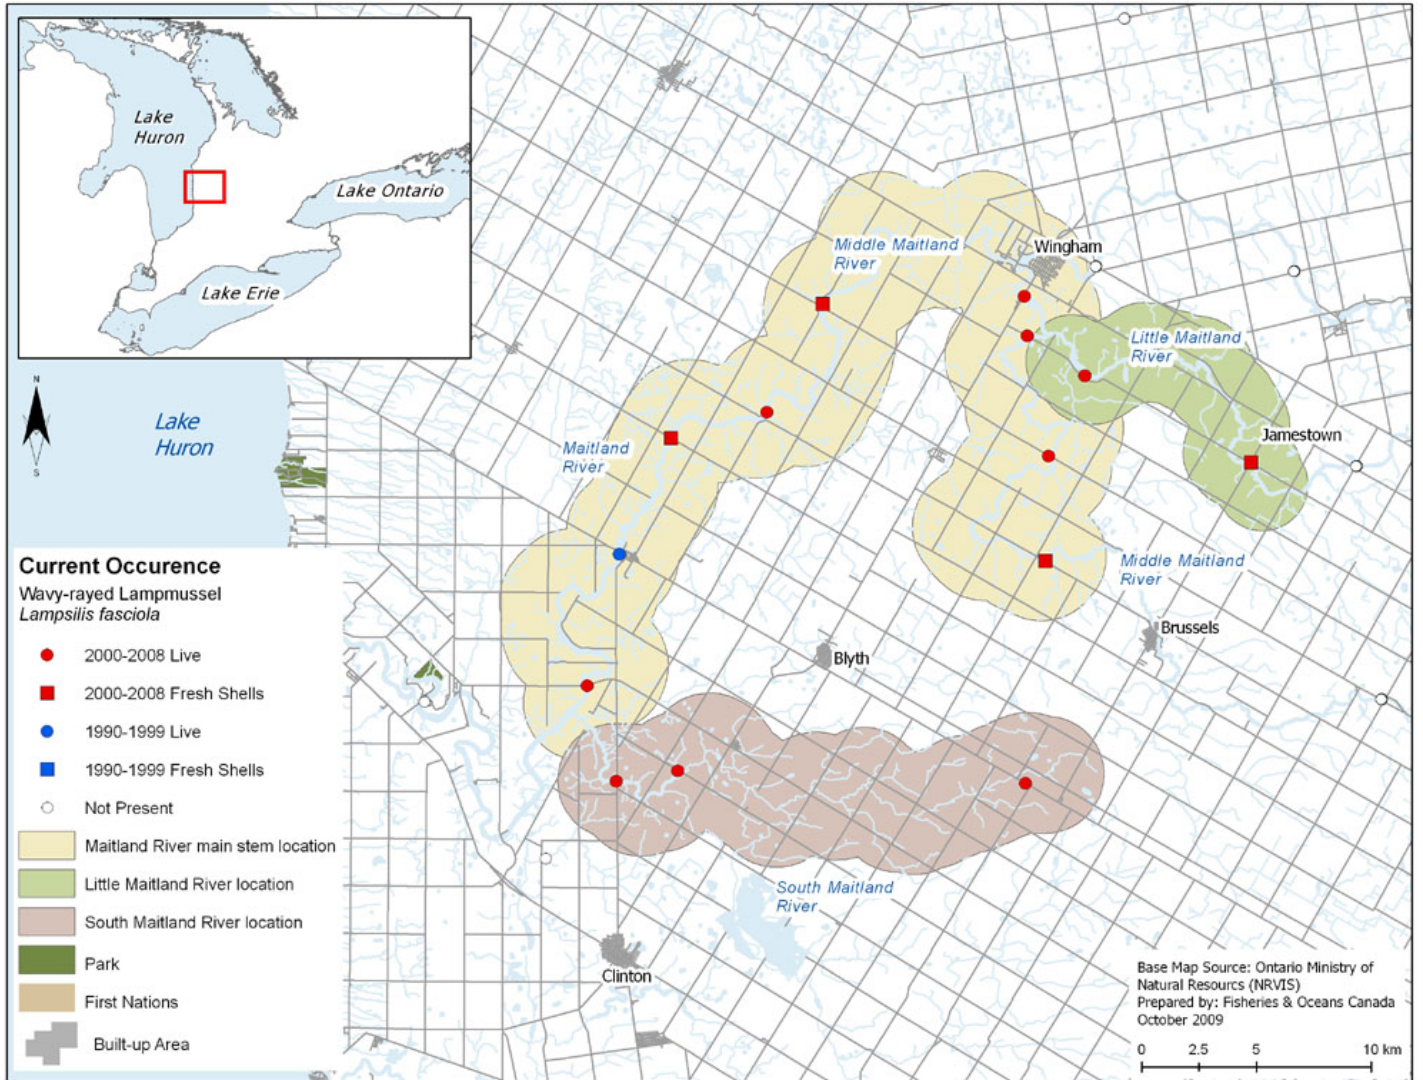 Lake
Huron
Lake Ontario
Lake Erie
N
S
Lake
Huron
Middle Maitland
River
Wingham
Little Maitland
River
Jamestown
Maitland
River
Middle Maitland
River
Brussels
Blyth
South Maitland
River
Clinton
Current Occurence
Wavy-rayed Lampmussel
Lampsilis fasciola
2000-2008 Live
2000-2008 Fresh Shells
1990-1999 Live
1990-1999 Fresh Shells
Not Present
Maitland River main stem location
Little Maitland River location
South Maitland River location
Park
First Nations
Built-up Area
Base Map Source: Ontario Ministry of
Natural Resourcs (NRVIS)
Prepared by: Fisheries & Oceans Canada
October 2009
0 2.5 5 10 km